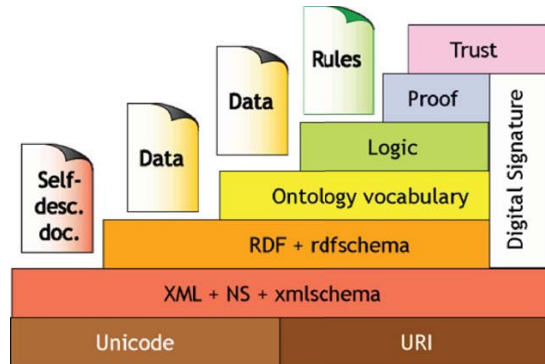 Rules
Trust
Data
Proof
Data
Logic
Self-
desc.
doc.
Ontology vocabulary
Digital Signature
RDF + rdfschema
XML + NS + xmlschema
Unicode
URI